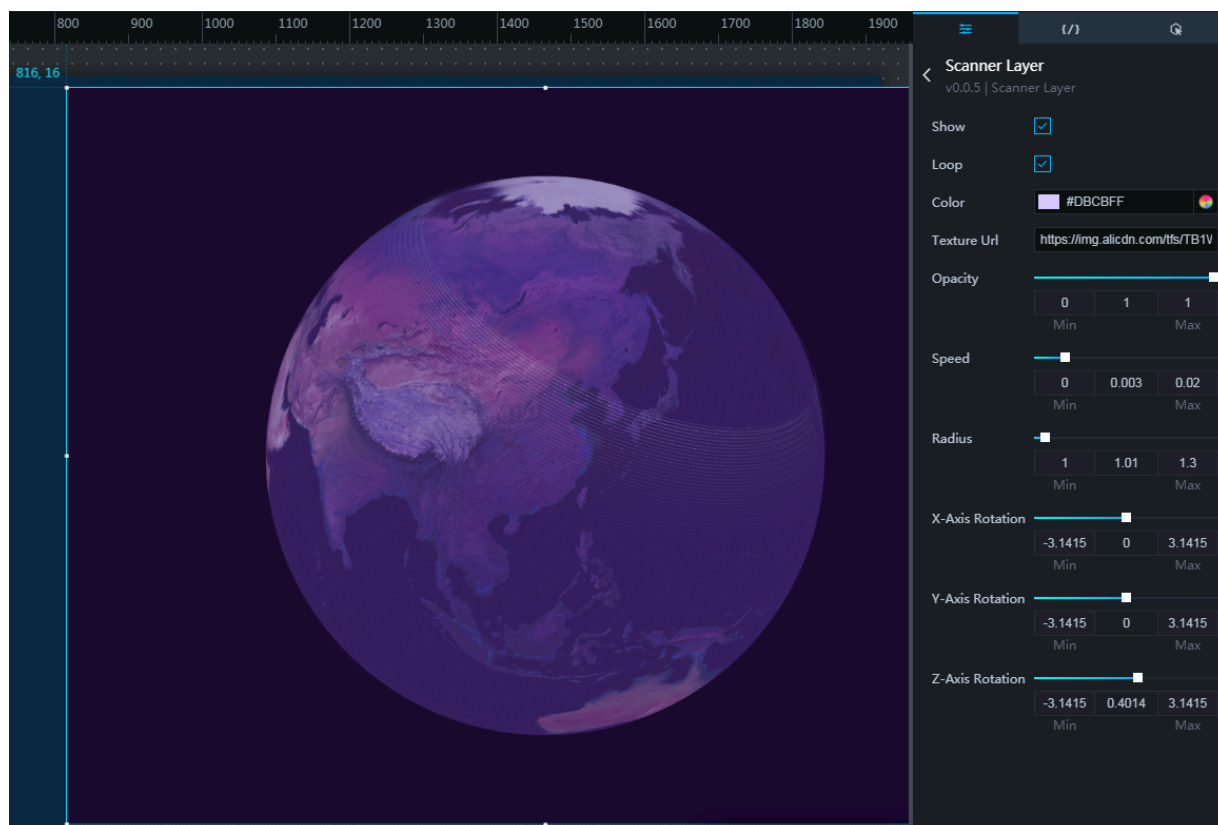 800 900 1000 1100 1200 1300 1400 1500 1600 1700 1800 1900
{/}
816, 16
Scanner Layer
v0.0.5 | Scanner Layer
Show
Loop
Color #DBCBFF
Texture Url https://img.alicdn.com/tfs/TB1V
Opacity
0 1 1
Min Max
Speed
0 0.003 0.02
Min Max
Radius
1 1.01 1.3
Min Max
X-Axis Rotation
-3.1415 0 3.1415
Min Max
Y-Axis Rotation
-3.1415 0 3.1415
Min Max
Z-Axis Rotation
-3.1415 0.4014 3.1415
Min Max